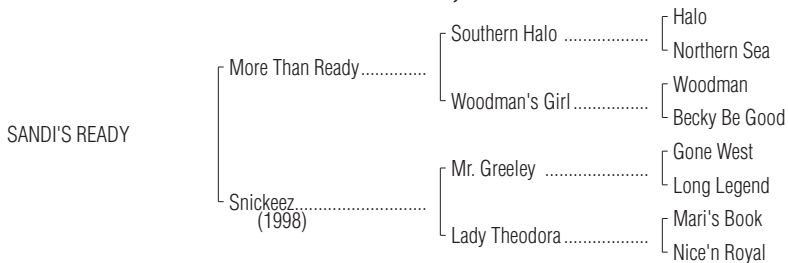 Halo
Southern Halo ...................
Northern Sea
More Than Ready..............
Woodman
Woodman's Girl.................
Becky Be Good
SANDI'S READY
Gone West
Mr. Greeley ......................
Long Legend
Snickeez............................
(1998)
Mari's Book
Lady Theodora...................
Nice'n Royal